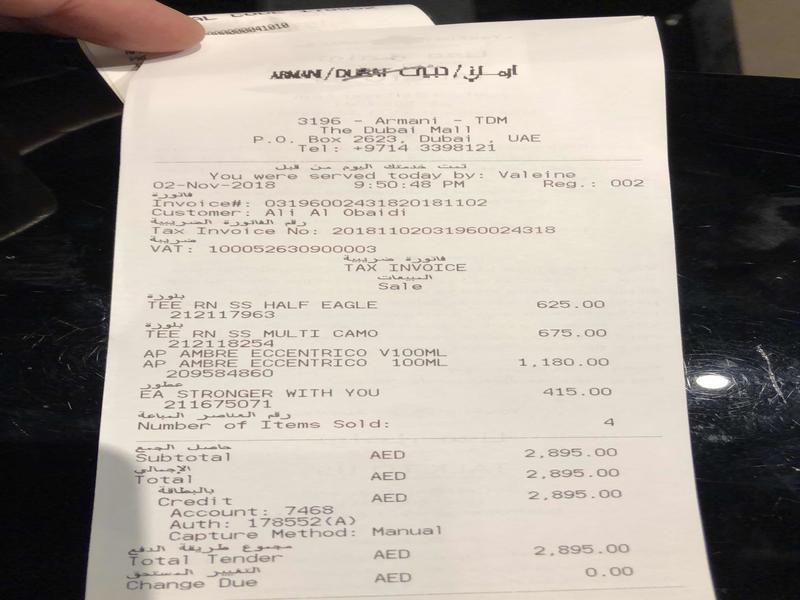 0000000041010
ARMANI/DUBAI أرماني/دبي
3196 - Armani - TDM
The Dubai Mall
P.O. Box 2623, Dubai , UAE
Tel: +9714 3398121
تمت خدمتك اليوم من قبل
You were served today by: Valeine
02-Nov-2018 9:50:48 PM Reg.: 002
فاتورة
Invoice#: 03196002431820181102
Customer: Ali Al Obaidi
رقم الفاتورة الضريبية
Tax Invoice No: 20181102031960024318
ضريبة
VAT: 1000052630900003
فاتورة ضريبية
TAX INVOICE
المبيعات
Sale
بلوزة
TEE RN SS HALF EAGLE 625.00
212117963
بلوزة
TEE RN SS MULTI CAMO 675.00
212118254
AP AMBRE ECCENTRICO V100ML
AP AMBRE ECCENTRICO 100ML 1,180.00
209584860
عطور
EA STRONGER WITH YOU 415.00
211675071
رقم العناصر المباعة
Number of Items Sold: 4
حاصل الجمع
Subtotal AED 2,895.00
الإجمالي
Total AED 2,895.00
بالبطاقة
Credit AED 2,895.00
Account: 7468
Auth: 178552(A)
Capture Method: Manual
مجموع طريقة الدفع
Total Tender AED 2,895.00
التغيير المستحق
Change Due AED 0.00